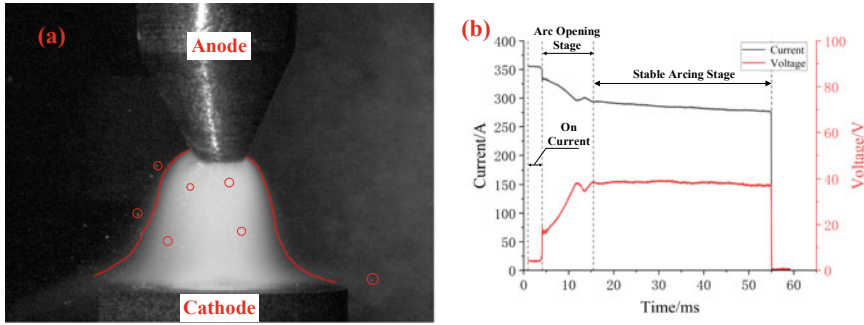 (a)
Anode
Cathode
(b)
Arc Opening
Stage
Current
Voltage
Stable Arcing Stage
On
Current
Current/A
400
350
300
250
200
150
100
50
0
Voltage/V
100
80
60
40
20
0
0 10 20 30 40 50 60
Time/ms